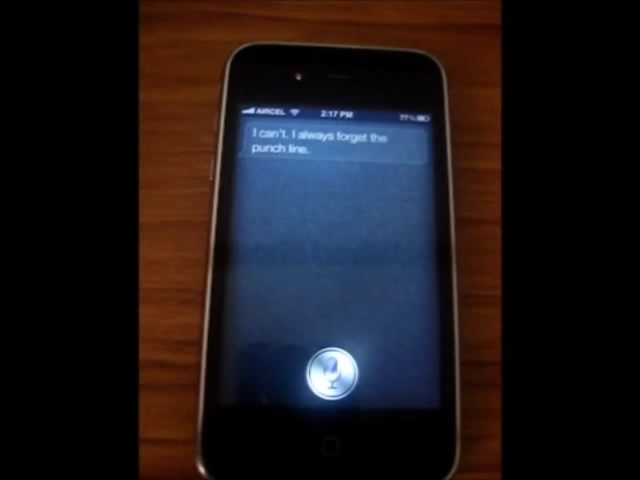 AIRCEL 2:17 PM 77%
I can't. I always forget the
punch line.